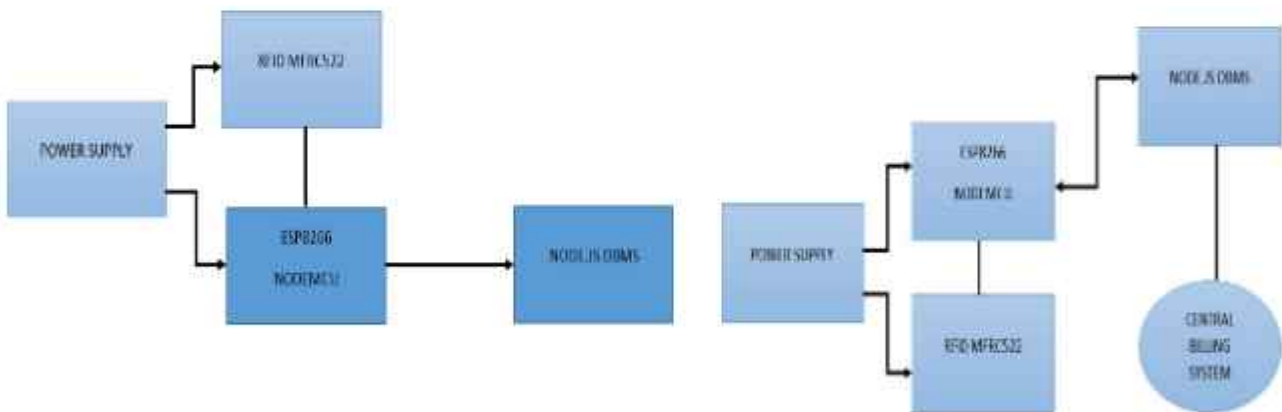 RFID MFRC522
POWER SUPPLY
ESP8266
NODEMCU
NODE.JS DBMS
NODE.JS DBMS
ESP8266
NODEMCU
POWER SUPPLY
RFID MFRC522
CENTRAL
BILLING
SYSTEM